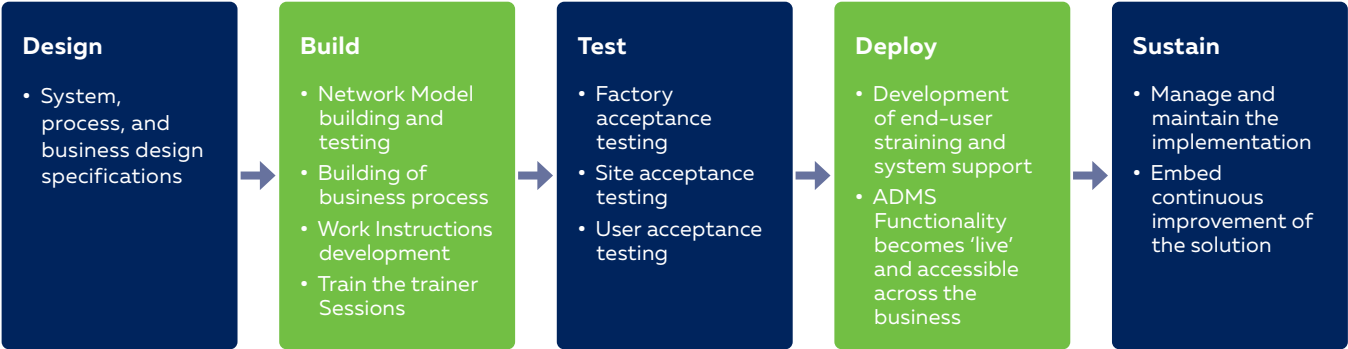 Design
• System,
process, and
business design
specifications
Build
• Network Model
building and
testing
• Building of
business process
• Work Instructions
development
• Train the trainer
Sessions
Test
• Factory
acceptance
testing
• Site acceptance
testing
• User acceptance
testing
Deploy
• Development
of end-user
straining and
system support
• ADMS
Functionality
becomes ‘live’
and accessible
across the
business
Sustain
• Manage and
maintain the
implementation
• Embed
continuous
improvement of
the solution